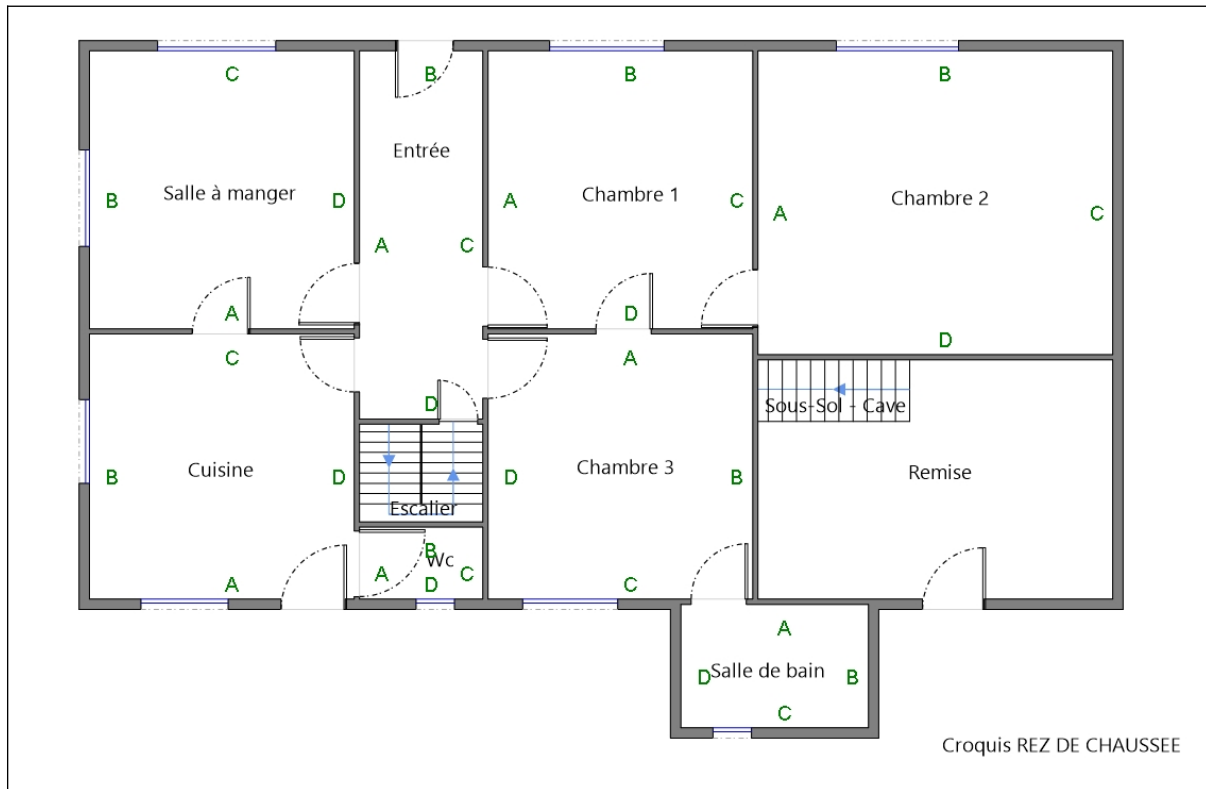 C
B
B
B
Entrée
Salle à manger
Chambre 1
Chambre 2
B
D
A
C
A
C
A
C
A
D
D
C
A
D
Sous-Sol - Cave
Cuisine
Chambre 3
Remise
B
D
D
B
Escalier
B
Wc
A
C
A
D
C
A
Salle de bain
D
B
C
Croquis REZ DE CHAUSSEE